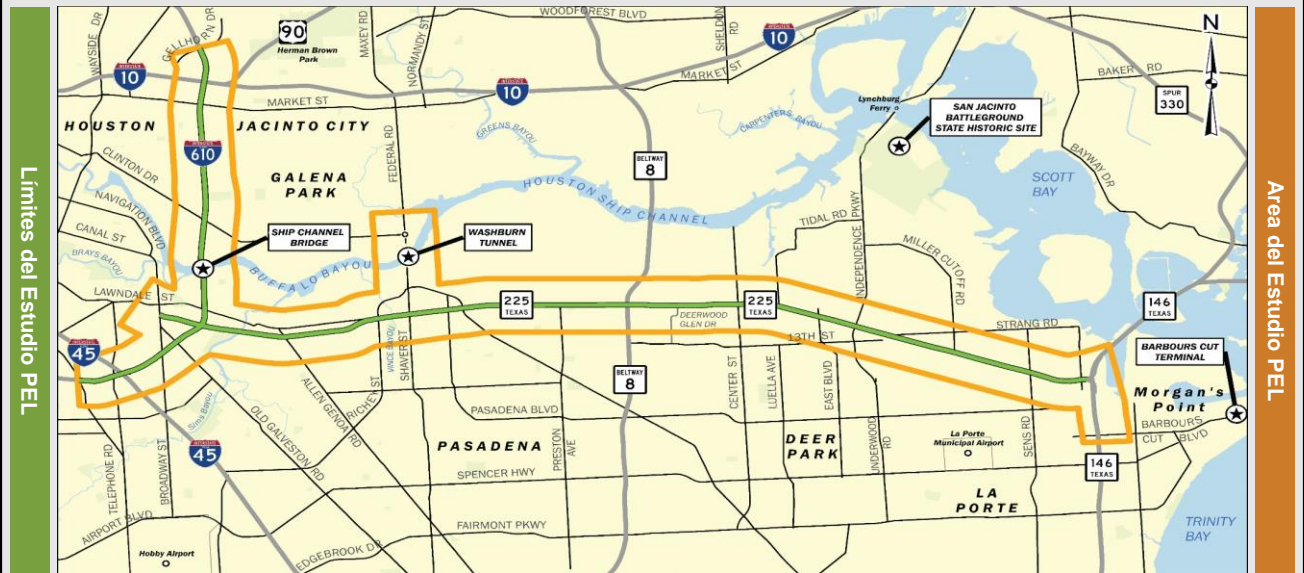 Límites del Estudio PEL
Area del Estudio PEL
WAYSIDE DR
GELLHORN DR
90
Herman Brown
Park
MAXEY RD
NORMANDY ST
WOODFOREST BLVD
SHELDON
RD
INTERSTATE
10
N
INTERSTATE
10
MARKET ST
INTERSTATE
10
MARKET ST
BAKER RD
SPUR
330
HOUSTON
JACINTO CITY
Lynchburg
Ferry
SAN JACINTO
BATTLEGROUND
STATE HISTORIC SITE
CARPENTERS BAYOU
GREENS BAYOU
FEDERAL RD
INTERSTATE
610
CLINTON DR
GALENA
PARK
BELTWAY
8
BAYWAY DR
SCOTT
BAY
HOUSTON SHIP CHANNEL
NAVIGATION BLVD
CANAL ST
BRAYS BAYOU
SHIP CHANNEL
BRIDGE
WASHBURN
TUNNEL
TIDAL RD
INDEPENDENCE PKWY
MILLER CUTOFF RD
BUFFALO BAYOU
LAWNDALE ST
225
TEXAS
225
TEXAS
146
TEXAS
DEERWOOD
GLEN DR
13TH ST
STRANG RD
INTERSTATE
45
VINCE BAYOU
SHAVER ST
BARBOURS CUT
TERMINAL
BELTWAY
8
CENTER ST
LUELLA AVE
EAST BLVD
Morgan's
Point
BARBOURS
CUT BLVD
Sims Bayou
ALLEN GENOA RD
RICHEY ST
OLD GALVESTON RD
PASADENA BLVD
PASADENA
PRESTON
AVE
DEER
PARK
UNDERWOOD
RD
La Porte
Municipal Airport
SENS RD
146
TEXAS
TELEPHONE RD
BROADWAY ST
INTERSTATE
45
SPENCER HWY
LA
PORTE
AIRPORT BLVD
FAIRMONT PKWY
TRINITY
BAY
Hobby Airport
EDGEBROOK DR